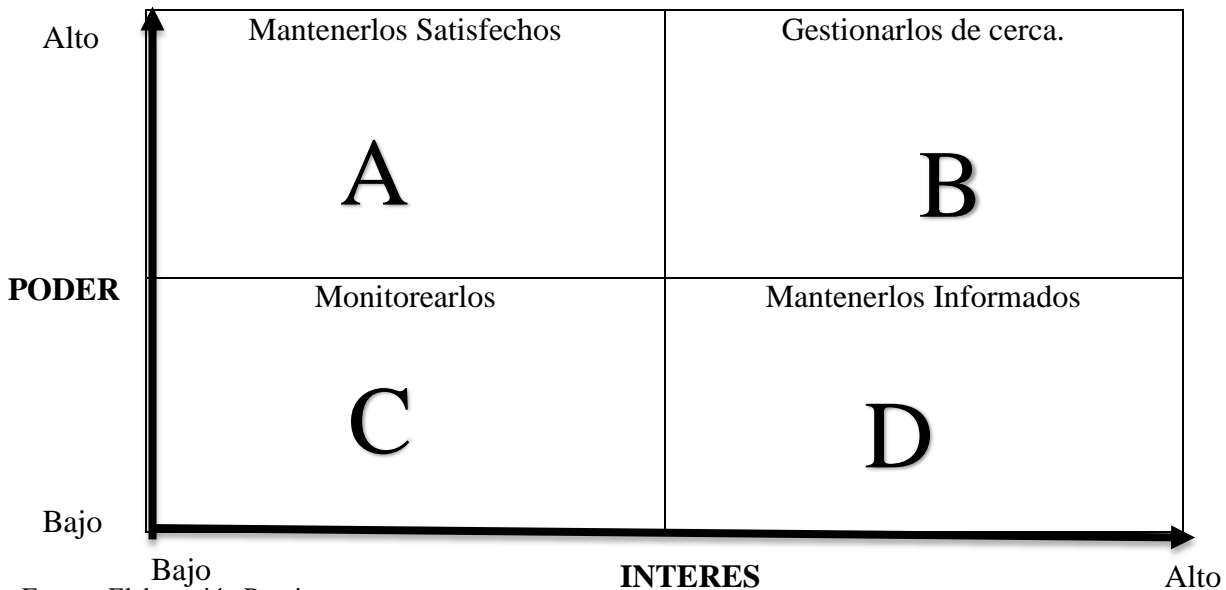 Alto
Mantenerlos Satisfechos
Gestionarlos de cerca.
A
B
PODER
Monitorearlos
Mantenerlos Informados
C
D
Bajo
Bajo
INTERES
Alto